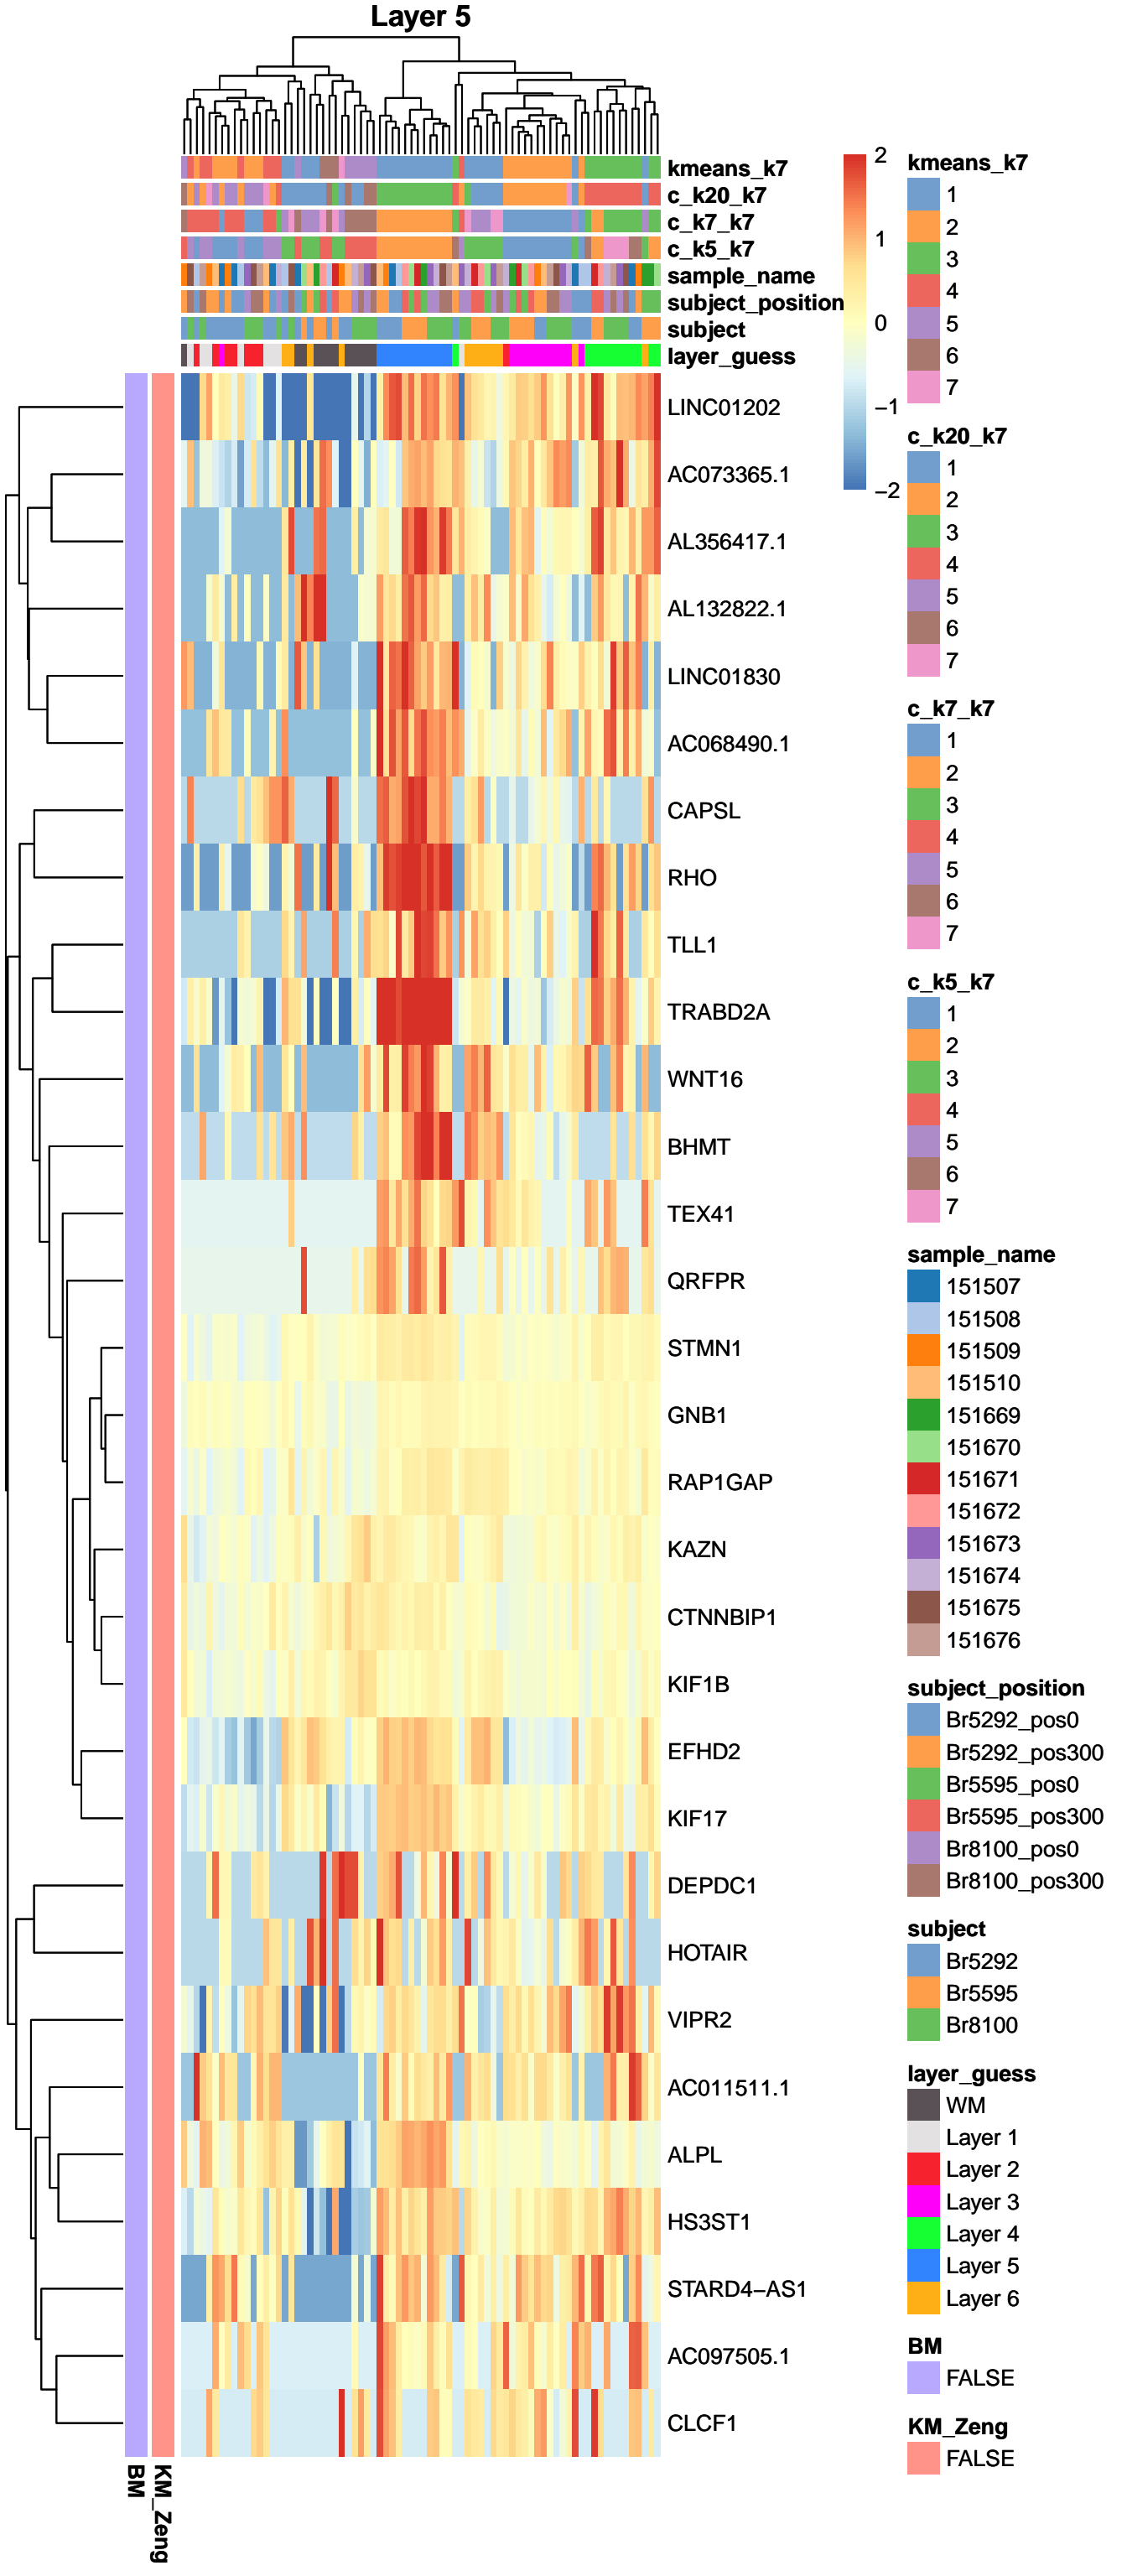 Layer 5
kmeans_k7
c_k20_k7
c_k7_k7
c_k5_k7
sample_name
subject_position
subject
layer_guess
LINC01202
AC073365.1
AL356417.1
AL132822.1
LINC01830
AC068490.1
CAPSL
RHO
TLL1
TRABD2A
WNT16
BHMT
TEX41
QRFPR
STMN1
GNB1
RAP1GAP
KAZN
CTNNBIP1
KIF1B
EFHD2
KIF17
DEPDC1
HOTAIR
VIPR2
AC011511.1
ALPL
HS3ST1
STARD4−AS1
AC097505.1
CLCF1
BM
KM_Zeng
2
1
0
−1
−2
kmeans_k7
1
2
3
4
5
6
7
c_k20_k7
1
2
3
4
5
6
7
c_k7_k7
1
2
3
4
5
6
7
c_k5_k7
1
2
3
4
5
6
7
sample_name
151507
151508
151509
151510
151669
151670
151671
151672
151673
151674
151675
151676
subject_position
Br5292_pos0
Br5292_pos300
Br5595_pos0
Br5595_pos300
Br8100_pos0
Br8100_pos300
subject
Br5292
Br5595
Br8100
layer_guess
WM
Layer 1
Layer 2
Layer 3
Layer 4
Layer 5
Layer 6
BM
FALSE
KM_Zeng
FALSE